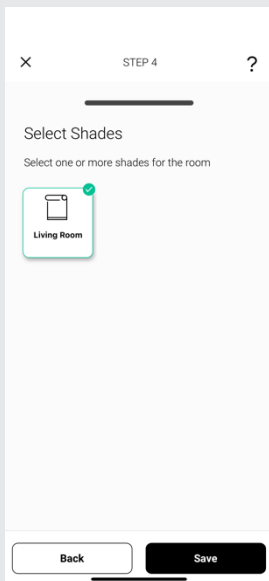 STEP 4
?
Select Shades
Select one or more shades for the room
Living Room
Back
Save